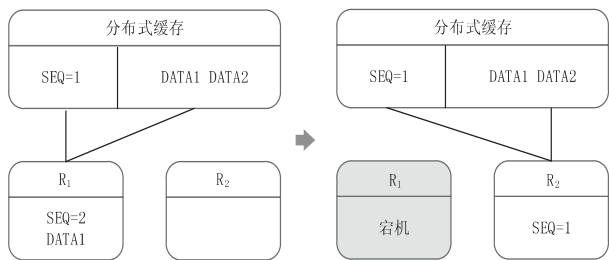 分布式缓存
SEQ=1 DATA1 DATA2
R₁ R₂
SEQ=2
DATA1
分布式缓存
SEQ=1 DATA1 DATA2
R₁ R₂
宕机 SEQ=1